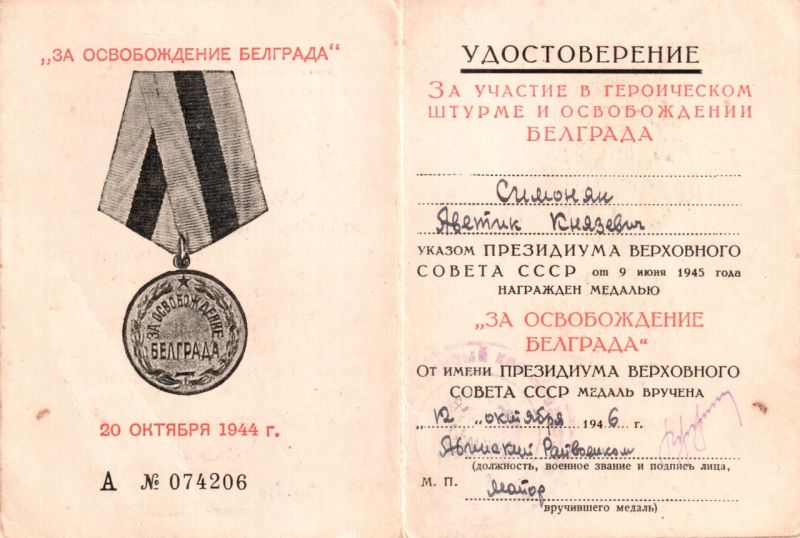 „ЗА ОСВОБОЖДЕНИЕ БЕЛГРАДА“
ЗА ОСВОБОЖДЕНИЕ
БЕЛГРАДА
20 ОКТЯБРЯ 1944 г.
А № 074206
УДОСТОВЕРЕНИЕ
ЗА УЧАСТИЕ В ГЕРОИЧЕСКОМ
ШТУРМЕ И ОСВОБОЖДЕНИИ
БЕЛГРАДА
Симонян
Аветик Князевич
УКАЗОМ ПРЕЗИДИУМА ВЕРХОВНОГО
СОВЕТА СССР от 9 июня 1945 года
НАГРАЖДЕН МЕДАЛЬЮ
„ЗА ОСВОБОЖДЕНИЕ
БЕЛГРАДА“
ОТ ИМЕНИ ПРЕЗИДИУМА ВЕРХОВНОГО
СОВЕТА СССР МЕДАЛЬ ВРУЧЕНА
„12„ октября 1946 г.
Абинский Райвоенком
(должность, военное звание и подпись лица,
М. П. майор
вручившего медаль)